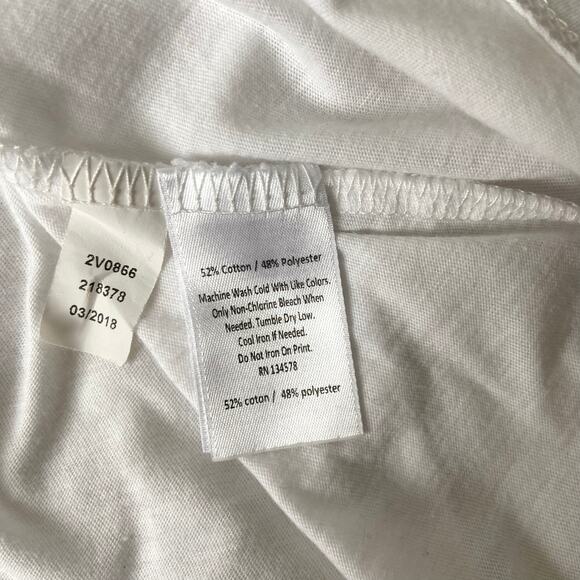 2V0866
218378
03/2018
52% Cotton / 48% Polyester
Machine Wash Cold With Like Colors.
Only Non-Chlorine Bleach When
Needed. Tumble Dry Low.
Cool Iron If Needed.
Do Not Iron On Print.
RN 134578
52% coton / 48% polyester